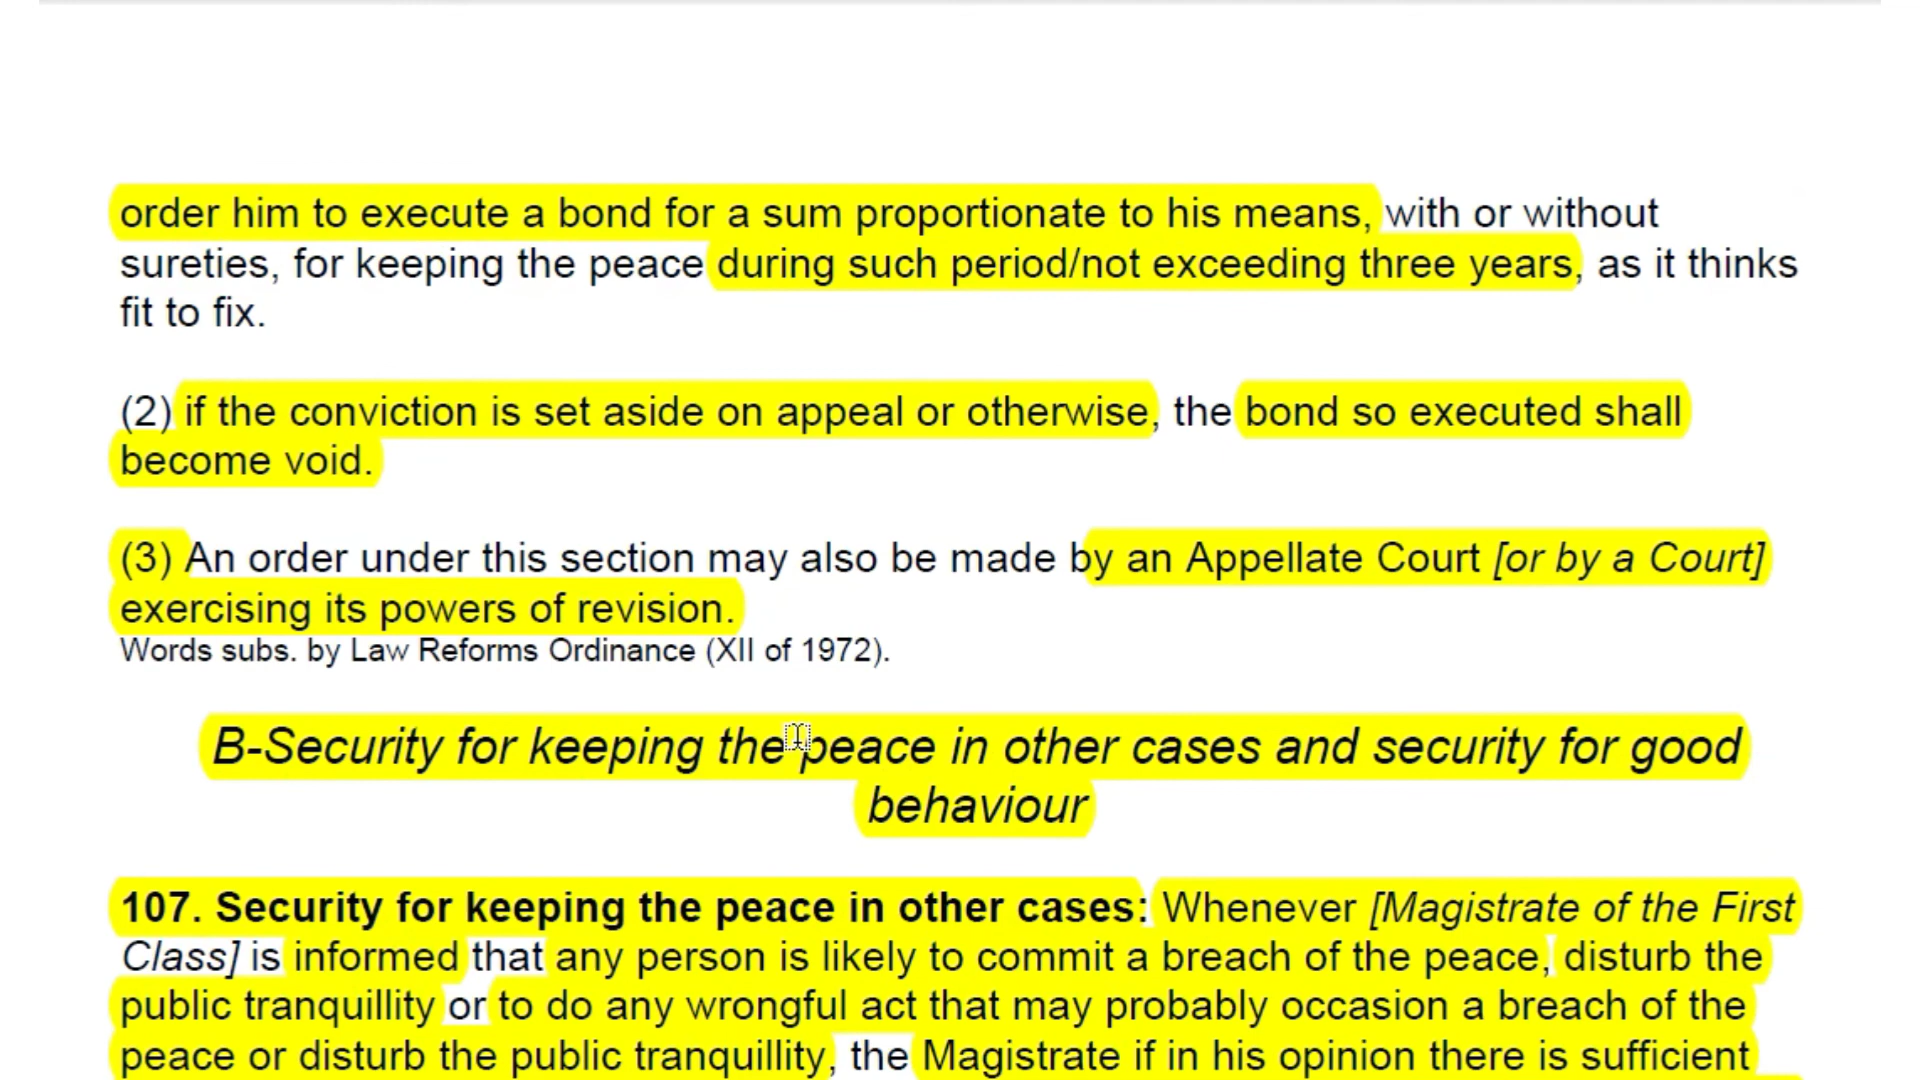 order him to execute a bond for a sum proportionate to his means, with or without
sureties, for keeping the peace during such period/not exceeding three years, as it thinks
fit to fix.
(2) if the conviction is set aside on appeal or otherwise, the bond so executed shall
become void.
(3) An order under this section may also be made by an Appellate Court [or by a Court]
exercising its powers of revision.
Words subs. by Law Reforms Ordinance (XII of 1972).
B-Security for keeping the peace in other cases and security for good
behaviour
107. Security for keeping the peace in other cases: Whenever [Magistrate of the First
Class] is informed that any person is likely to commit a breach of the peace, disturb the
public tranquillity or to do any wrongful act that may probably occasion a breach of the
peace or disturb the public tranquillity, the Magistrate if in his opinion there is sufficient